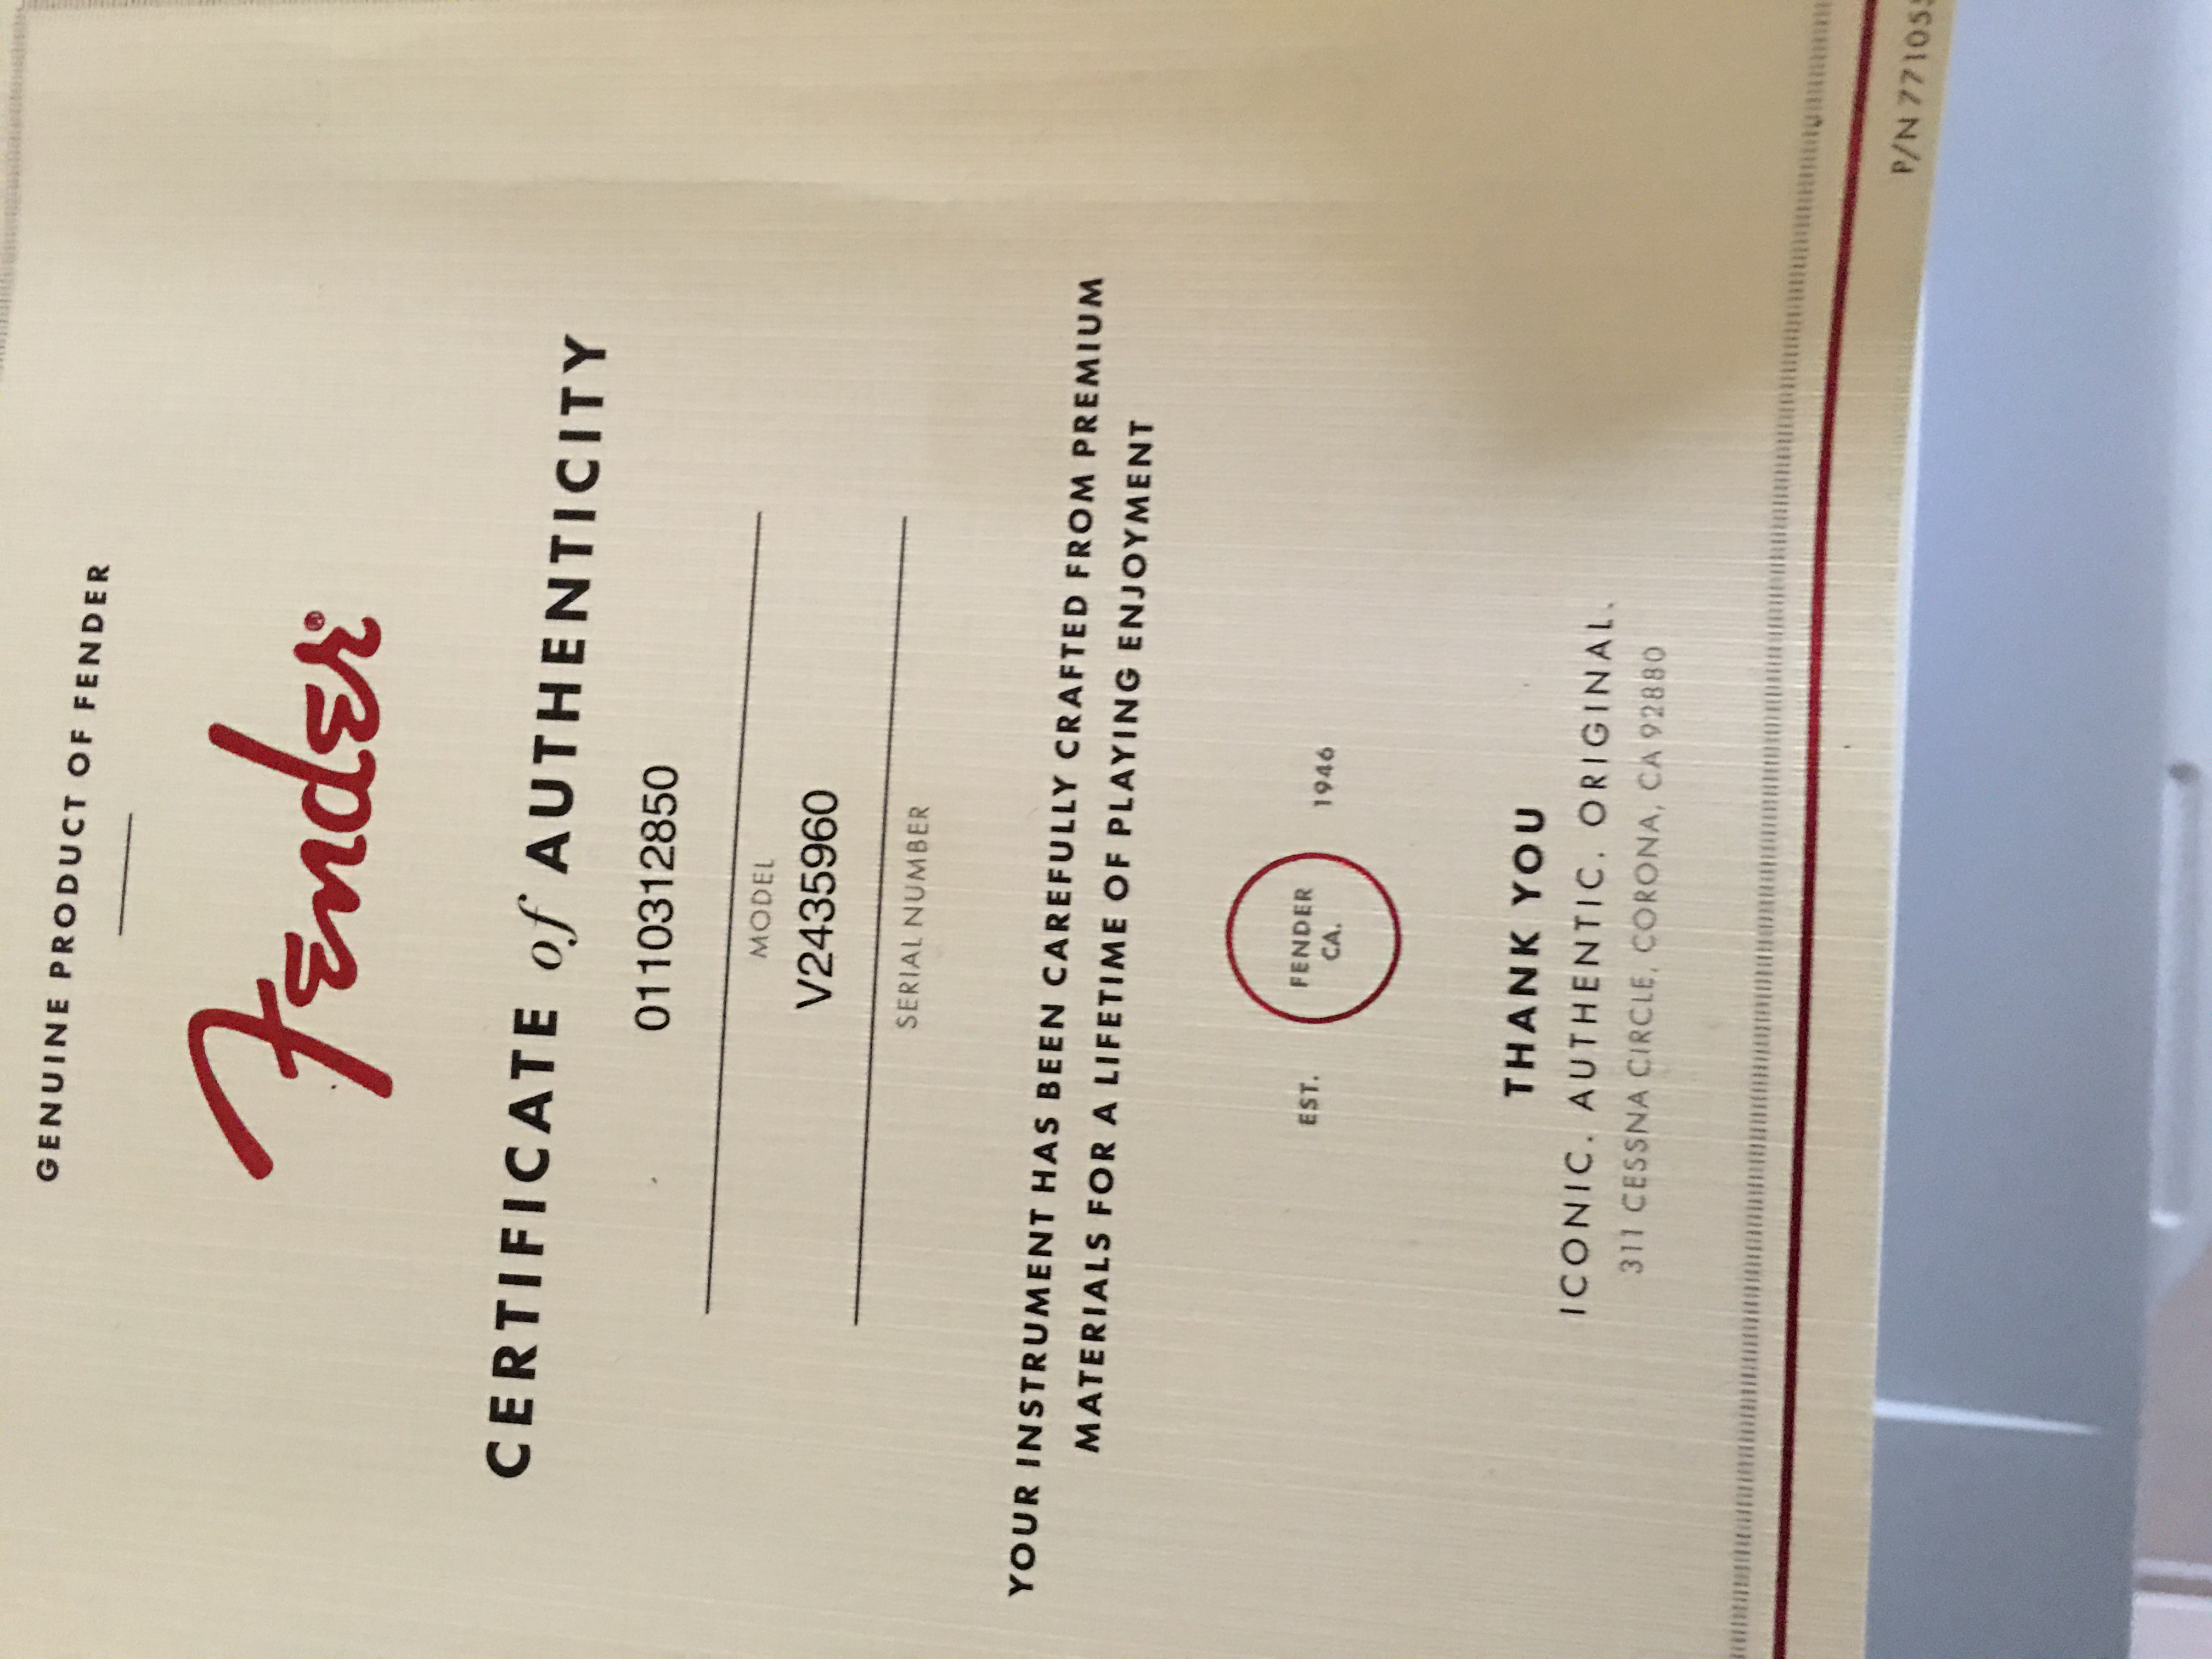 GENUINE PRODUCT OF FENDER
Fender®
CERTIFICATE of AUTHENTICITY
0110312850
MODEL
V2435960
SERIAL NUMBER
YOUR INSTRUMENT HAS BEEN CAREFULLY CRAFTED FROM PREMIUM
MATERIALS FOR A LIFETIME OF PLAYING ENJOYMENT
EST. FENDER CA. 1946
THANK YOU
ICONIC. AUTHENTIC. ORIGINAL.
311 CESSNA CIRCLE, CORONA, CA 92880
P/N 77105